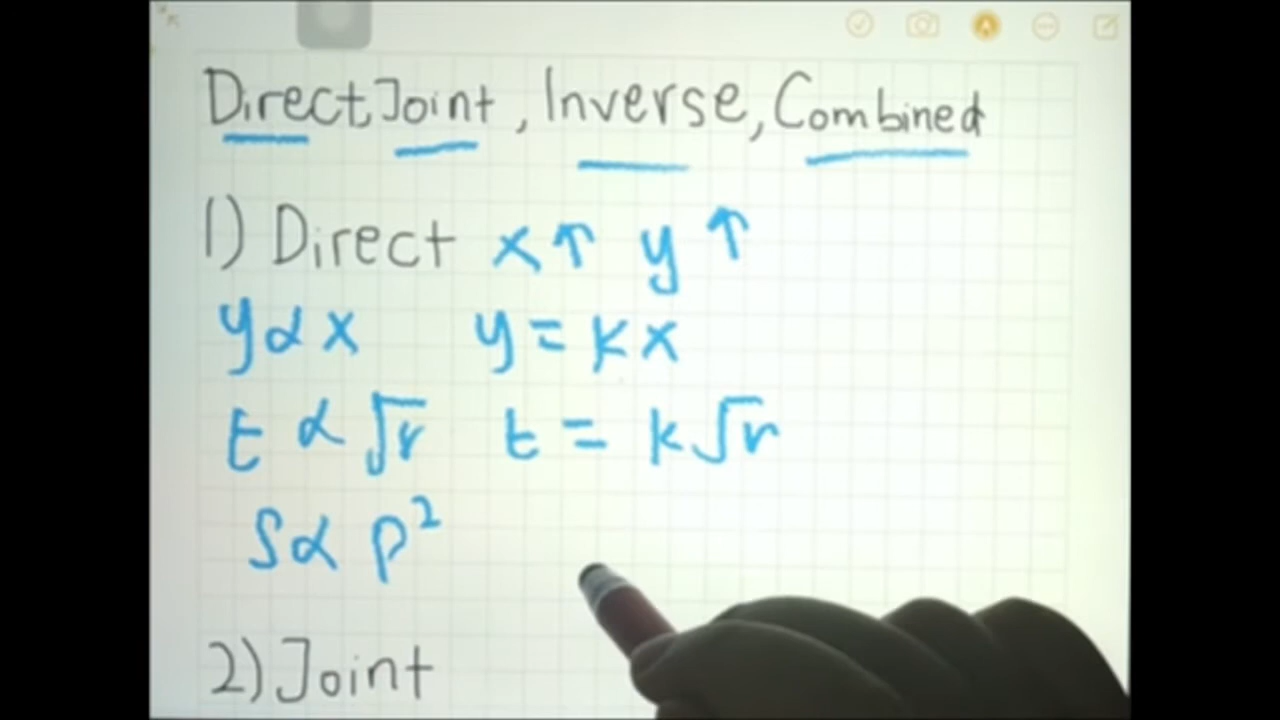 Direct, Joint, Inverse, Combined
1) Direct x↑ y↑
y∝x y=kx
t∝√r t=k√r
s∝p²
2) Joint